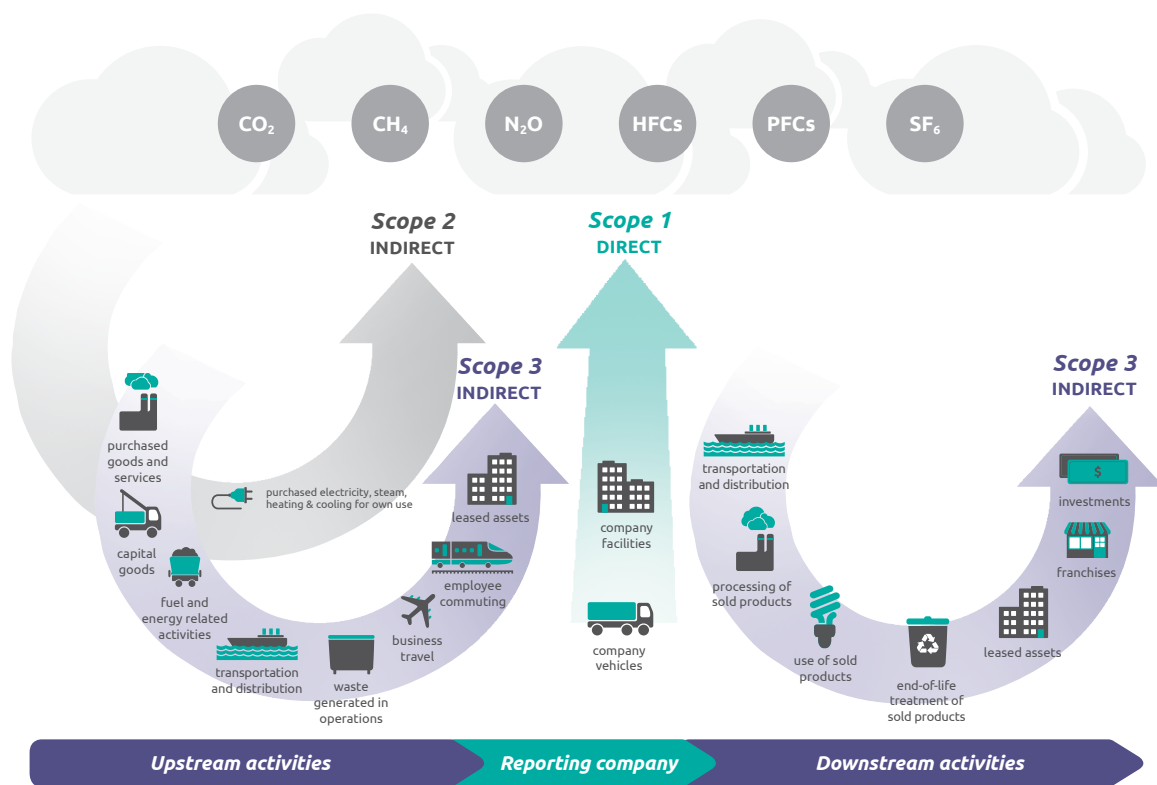 CO₂
CH₄
N₂O
HFCs
PFCs
SF₆
Scope 2
INDIRECT
Scope 1
DIRECT
Scope 3
INDIRECT
Scope 3
INDIRECT
purchased
goods and
services
capital
goods
fuel and
energy related
activities
transportation
and distribution
waste
generated in
operations
business
travel
employee
commuting
leased assets
purchased electricity, steam,
heating & cooling for own use
company
facilities
company
vehicles
transportation
and distribution
processing of
sold products
use of sold
products
end-of-life
treatment of
sold products
leased assets
franchises
$
investments
Upstream activities
Reporting company
Downstream activities